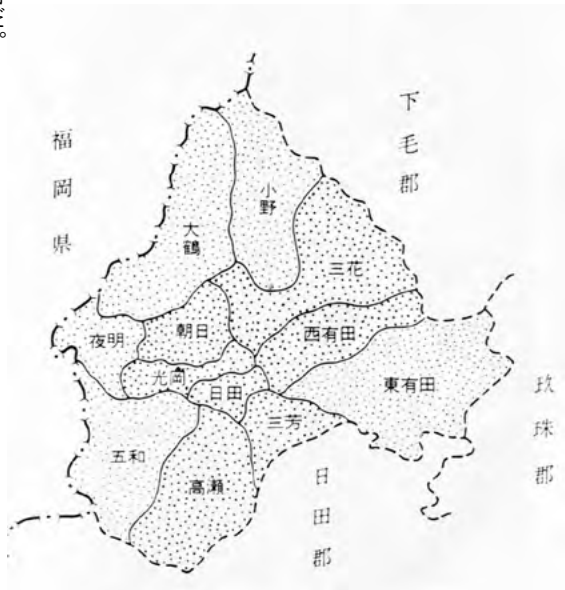 福岡県
下毛郡
玖珠郡
日田郡
小野
大鶴
三花
朝日
夜明
西有田
光岡
日田
東有田
三芳
五和
高瀬